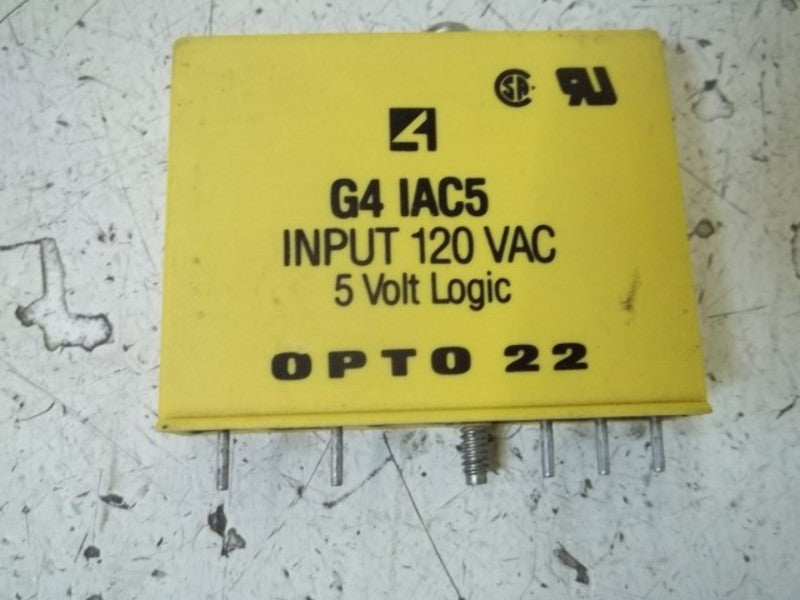 G4 IAC5
INPUT 120 VAC
5 Volt Logic
OPTO 22